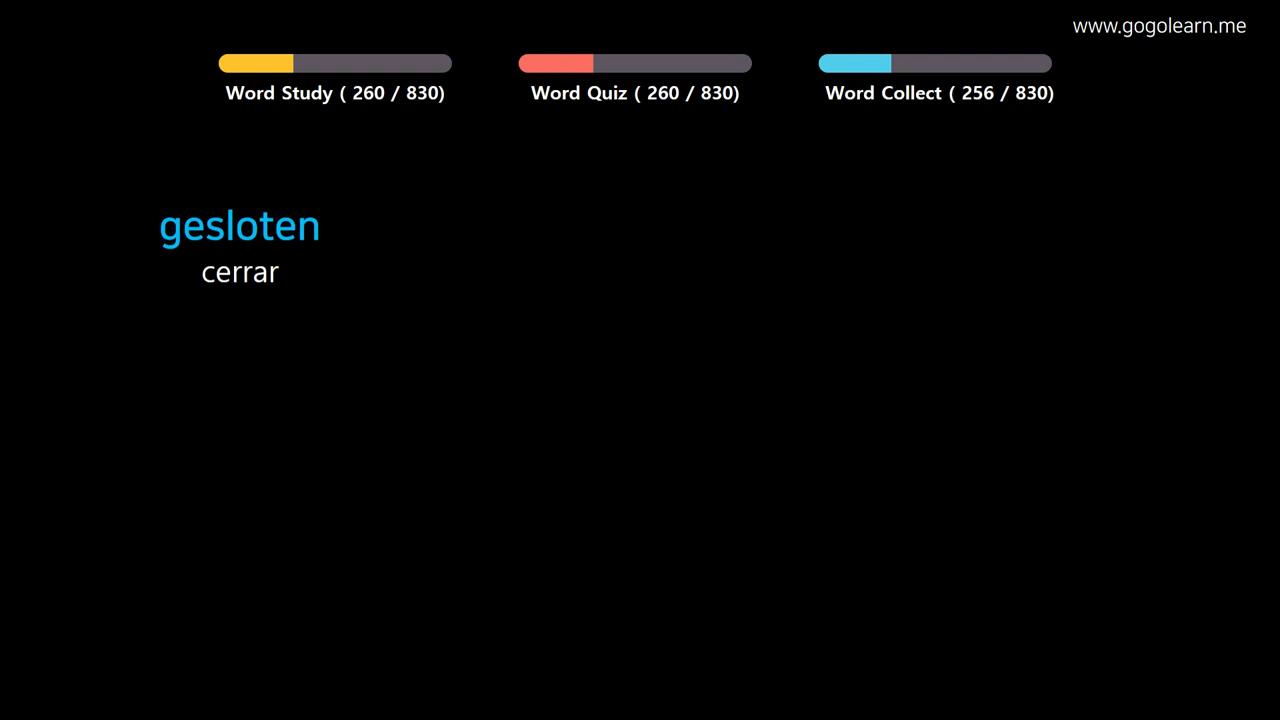 www.gogolearn.me
Word Study ( 260 / 830)
Word Quiz ( 260 / 830)
Word Collect ( 256 / 830)
gesloten
cerrar